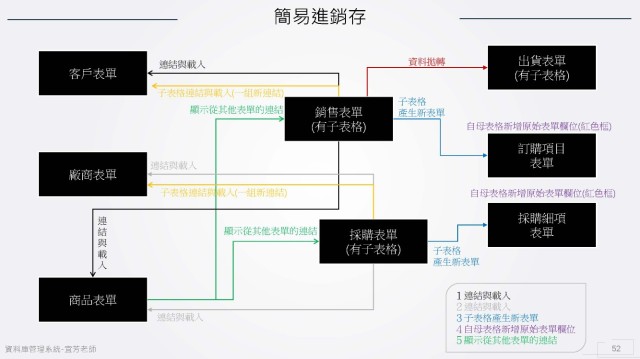 簡易進銷存
客戶表單
連結與載入
子表格連結與載入(一組新連結)
顯示從其他表單的連結
銷售表單
(有子表格)
資料拋轉
出貨表單
(有子表格)
子表格
產生新表單
自母表格新增原始表單欄位(紅色框)
訂購項目
表單
廠商表單
連結與載入
子表格連結與載入(一組新連結)
自母表格新增原始表單欄位(紅色框)
採購細項
表單
連結與載入
顯示從其他表單的連結
採購表單
(有子表格)
子表格
產生新表單
商品表單
連結與載入
1 連結與載入
2 連結與載入
3 子表格產生新表單
4 自母表格新增原始表單欄位
5 顯示從其他表單的連結
資料庫管理系統-宜芳老師
52